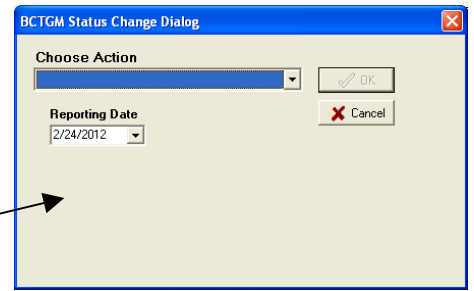 BCTGM Status Change Dialog
Choose Action
OK
Reporting Date
Cancel
2/24/2012